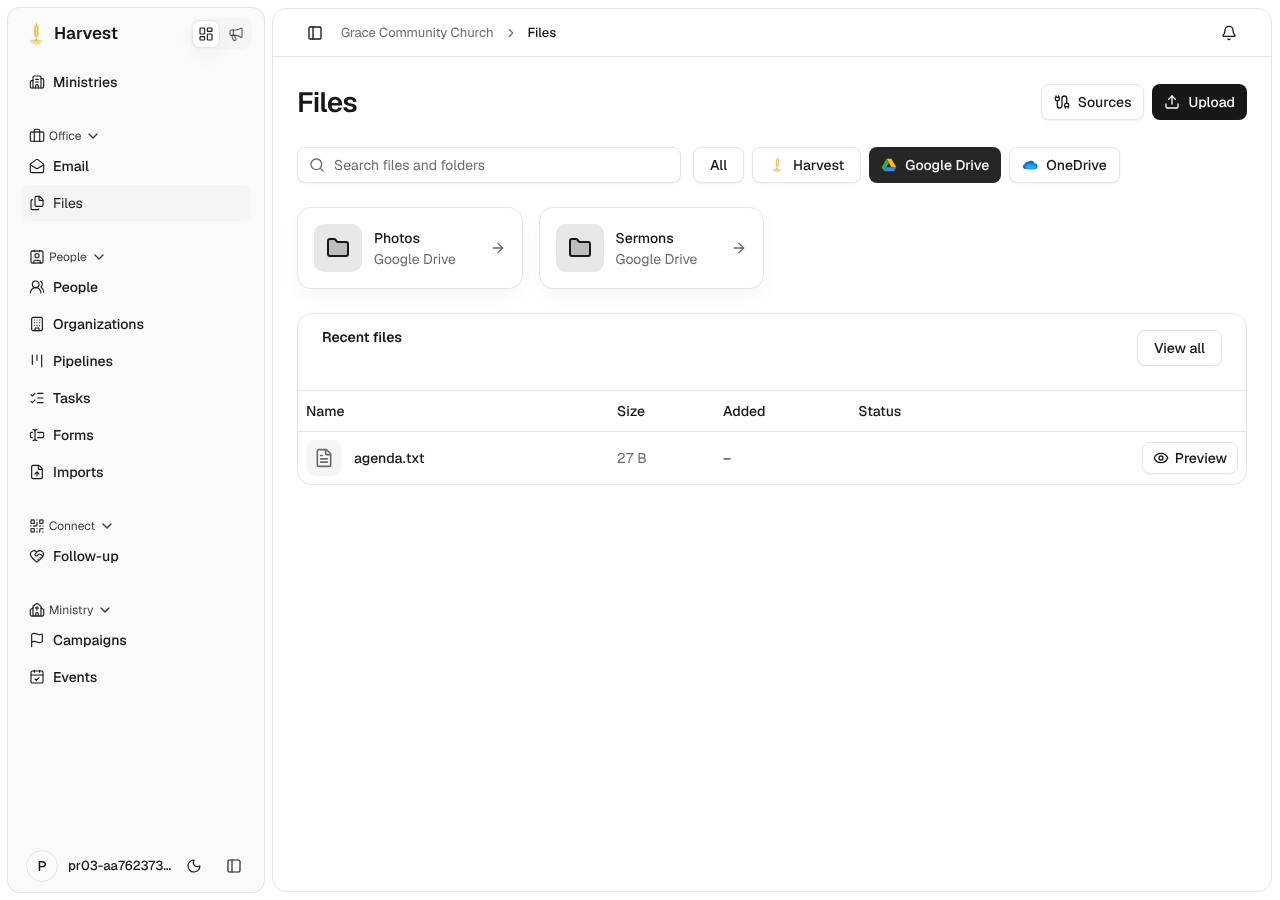 Harvest
Ministries
Office
Email
Files
People
People
Organizations
Pipelines
Tasks
Forms
Imports
Connect
Follow-up
Ministry
Campaigns
Events
P pr03-aa762373...
Grace Community Church > Files
Files
Sources Upload
Search files and folders All Harvest Google Drive OneDrive
Photos
Google Drive
Sermons
Google Drive
Recent files
View all
Name Size Added Status
agenda.txt 27 B – Preview